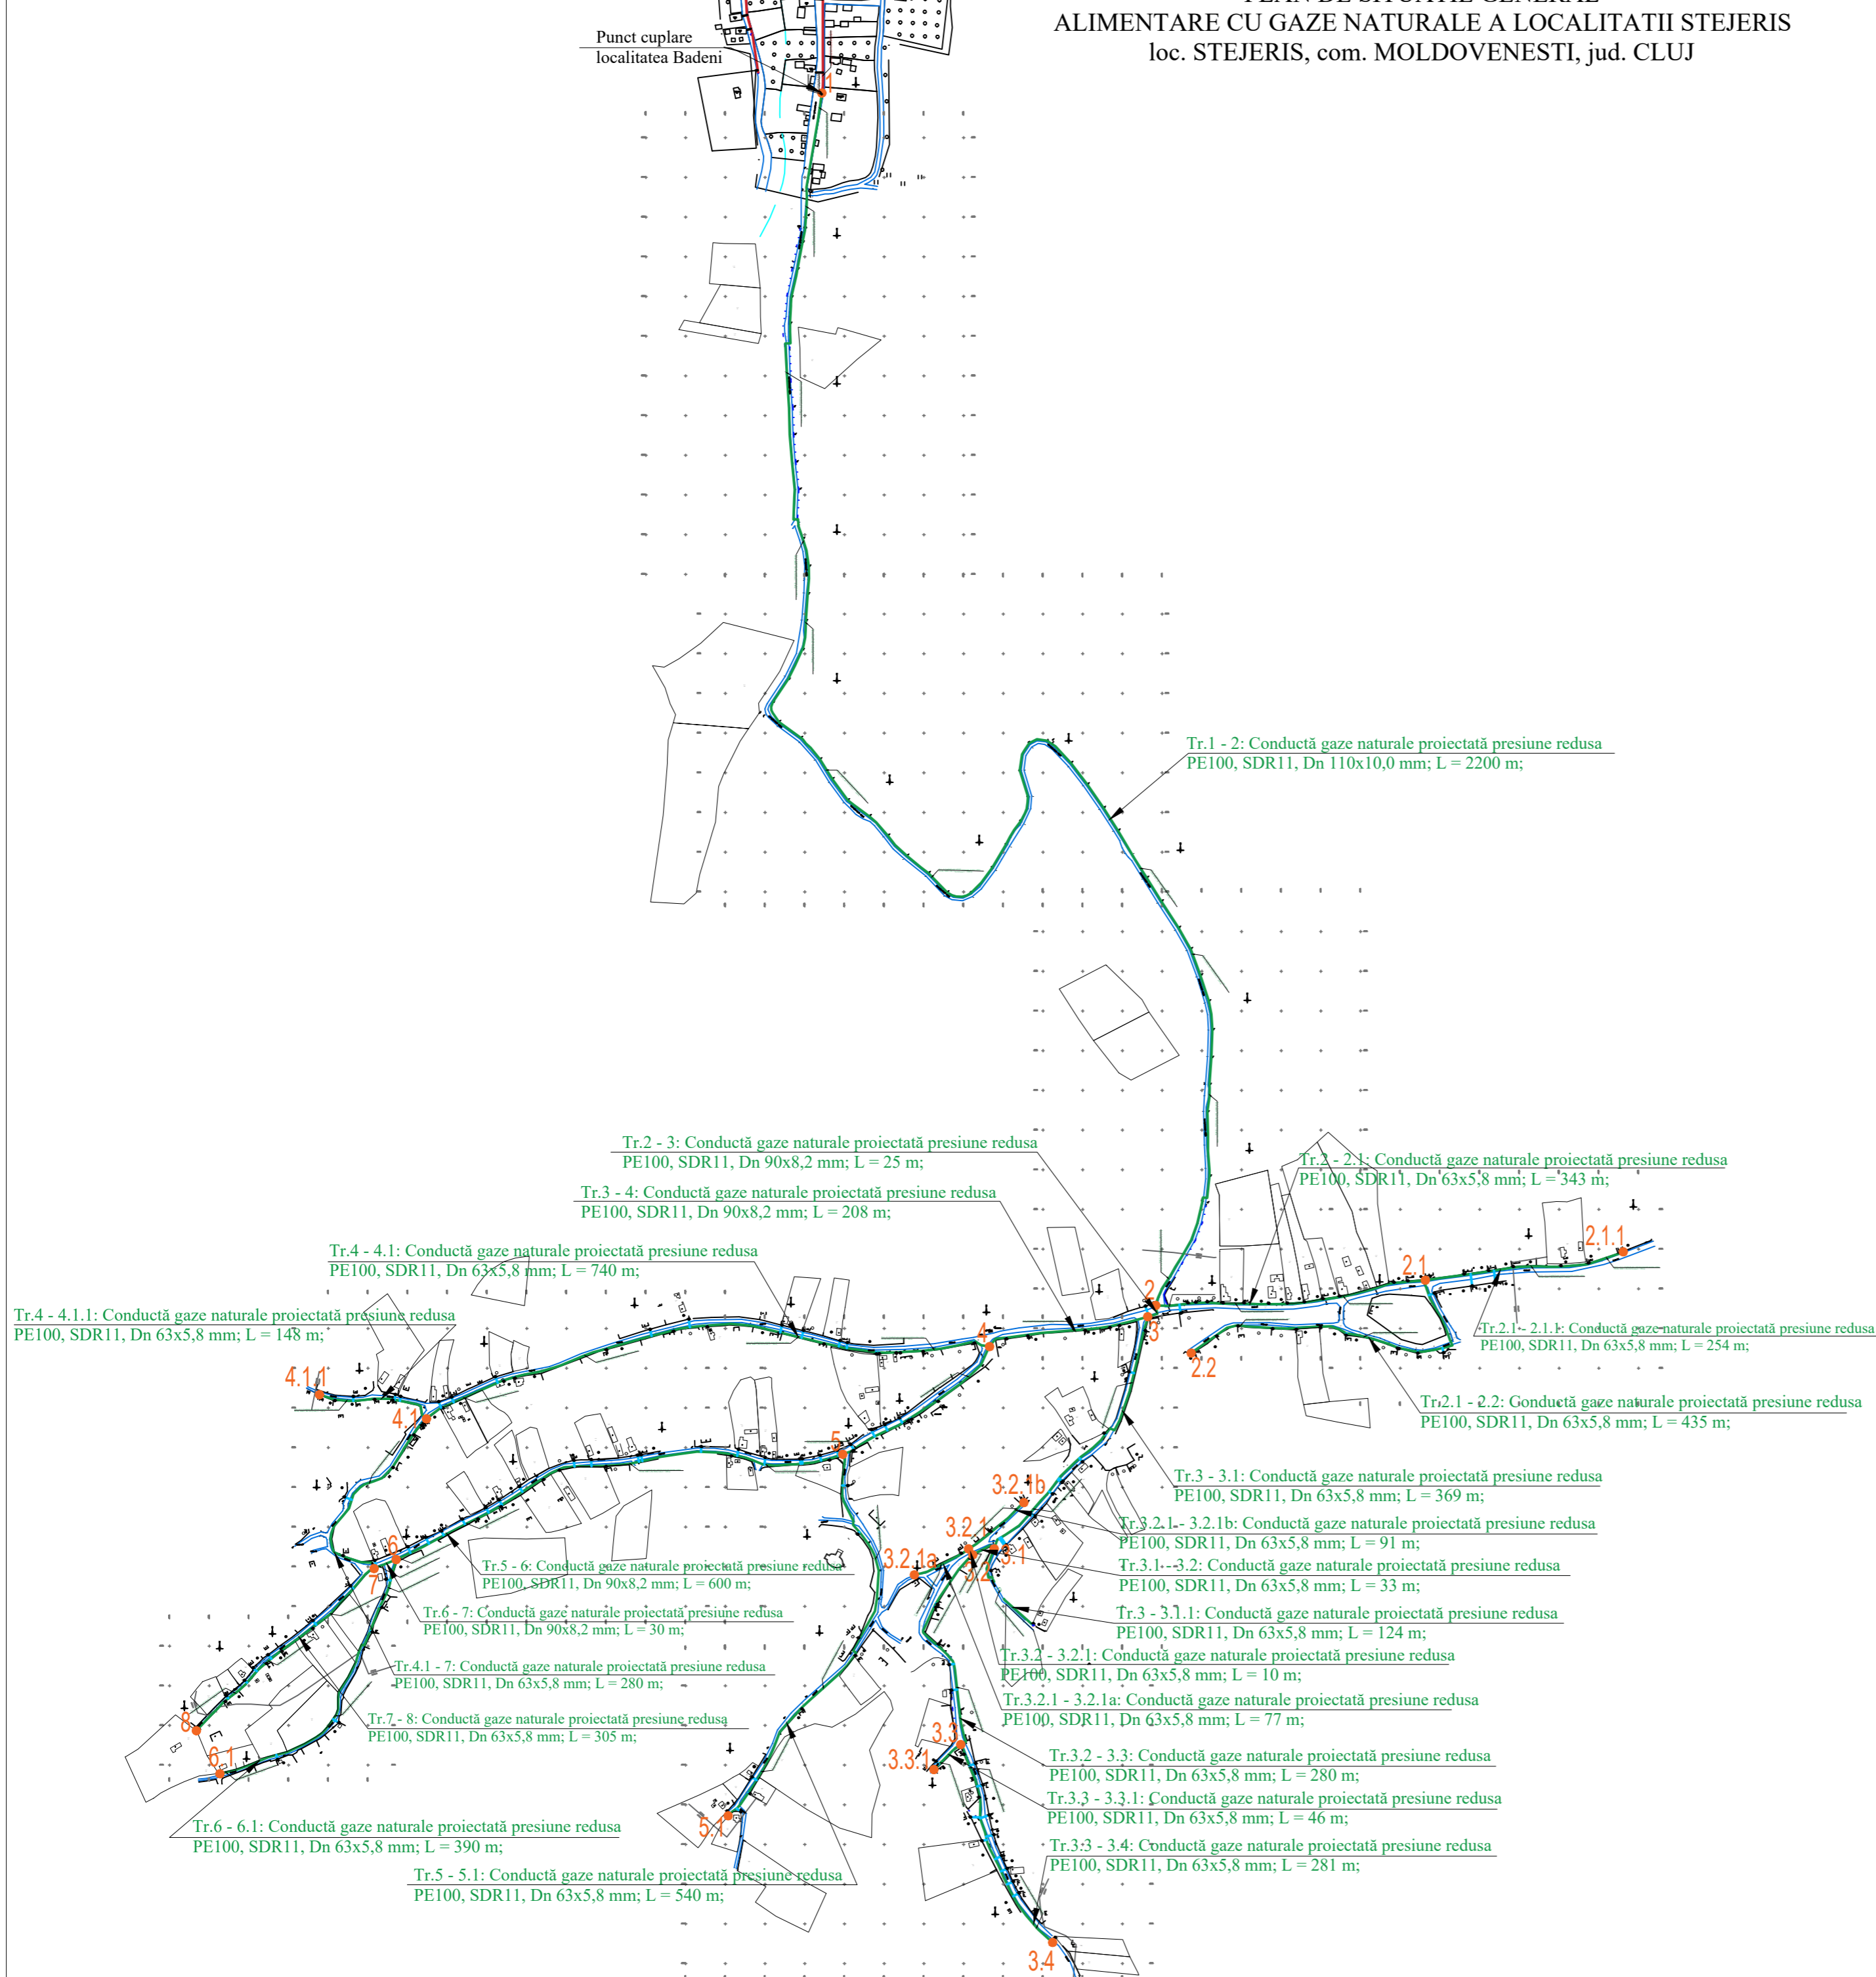 PLAN DE SITUATIE GENERAL
ALIMENTARE CU GAZE NATURALE A LOCALITATII STEJERIS
loc. STEJERIS, com. MOLDOVENESTI, jud. CLUJ
Punct cuplare
localitatea Badeni
1
Tr.1 - 2: Conductă gaze naturale proiectată presiune redusa
PE100, SDR11, Dn 110x10,0 mm; L = 2200 m;
Tr.2 - 3: Conductă gaze naturale proiectată presiune redusa
PE100, SDR11, Dn 90x8,2 mm; L = 25 m;
Tr.2 - 2.1: Conductă gaze naturale proiectată presiune redusa
PE100, SDR11, Dn 63x5,8 mm; L = 343 m;
Tr.3 - 4: Conductă gaze naturale proiectată presiune redusa
PE100, SDR11, Dn 90x8,2 mm; L = 208 m;
2.1.1
Tr.4 - 4.1: Conductă gaze naturale proiectată presiune redusa
PE100, SDR11, Dn 63x5,8 mm; L = 740 m;
2.1
2
Tr.4 - 4.1.1: Conductă gaze naturale proiectată presiune redusa
PE100, SDR11, Dn 63x5,8 mm; L = 148 m;
3
4
Tr.2.1 - 2.1.1: Conductă gaze naturale proiectată presiune redusa
PE100, SDR11, Dn 63x5,8 mm; L = 254 m;
2.2
4.1.1
Tr.2.1 - 2.2: Conductă gaze naturale proiectată presiune redusa
PE100, SDR11, Dn 63x5,8 mm; L = 435 m;
4.1
5
Tr.3 - 3.1: Conductă gaze naturale proiectată presiune redusa
PE100, SDR11, Dn 63x5,8 mm; L = 369 m;
3.2.1b
Tr.3.2.1 - 3.2.1b: Conductă gaze naturale proiectată presiune redusa
PE100, SDR11, Dn 63x5,8 mm; L = 91 m;
3.2.1
6
3.1
3.2.1a
3.2
7
Tr.5 - 6: Conductă gaze naturale proiectată presiune redusa
PE100, SDR11, Dn 90x8,2 mm; L = 600 m;
Tr.3.1 - 3.2: Conductă gaze naturale proiectată presiune redusa
PE100, SDR11, Dn 63x5,8 mm; L = 33 m;
Tr.6 - 7: Conductă gaze naturale proiectată presiune redusa
PE100, SDR11, Dn 90x8,2 mm; L = 30 m;
Tr.3 - 3.1.1: Conductă gaze naturale proiectată presiune redusa
PE100, SDR11, Dn 63x5,8 mm; L = 124 m;
Tr.3.2 - 3.2.1: Conductă gaze naturale proiectată presiune redusa
PE100, SDR11, Dn 63x5,8 mm; L = 10 m;
Tr.4.1 - 7: Conductă gaze naturale proiectată presiune redusa
PE100, SDR11, Dn 63x5,8 mm; L = 280 m;
Tr.3.2.1 - 3.2.1a: Conductă gaze naturale proiectată presiune redusa
PE100, SDR11, Dn 63x5,8 mm; L = 77 m;
8
Tr.7 - 8: Conductă gaze naturale proiectată presiune redusa
PE100, SDR11, Dn 63x5,8 mm; L = 305 m;
3.3
6.1
3.3.1
Tr.3.2 - 3.3: Conductă gaze naturale proiectată presiune redusa
PE100, SDR11, Dn 63x5,8 mm; L = 280 m;
Tr.3.3 - 3.3.1: Conductă gaze naturale proiectată presiune redusa
PE100, SDR11, Dn 63x5,8 mm; L = 46 m;
5.1
Tr.6 - 6.1: Conductă gaze naturale proiectată presiune redusa
PE100, SDR11, Dn 63x5,8 mm; L = 390 m;
Tr.3.3 - 3.4: Conductă gaze naturale proiectată presiune redusa
PE100, SDR11, Dn 63x5,8 mm; L = 281 m;
Tr.5 - 5.1: Conductă gaze naturale proiectată presiune redusa
PE100, SDR11, Dn 63x5,8 mm; L = 540 m;
3.4